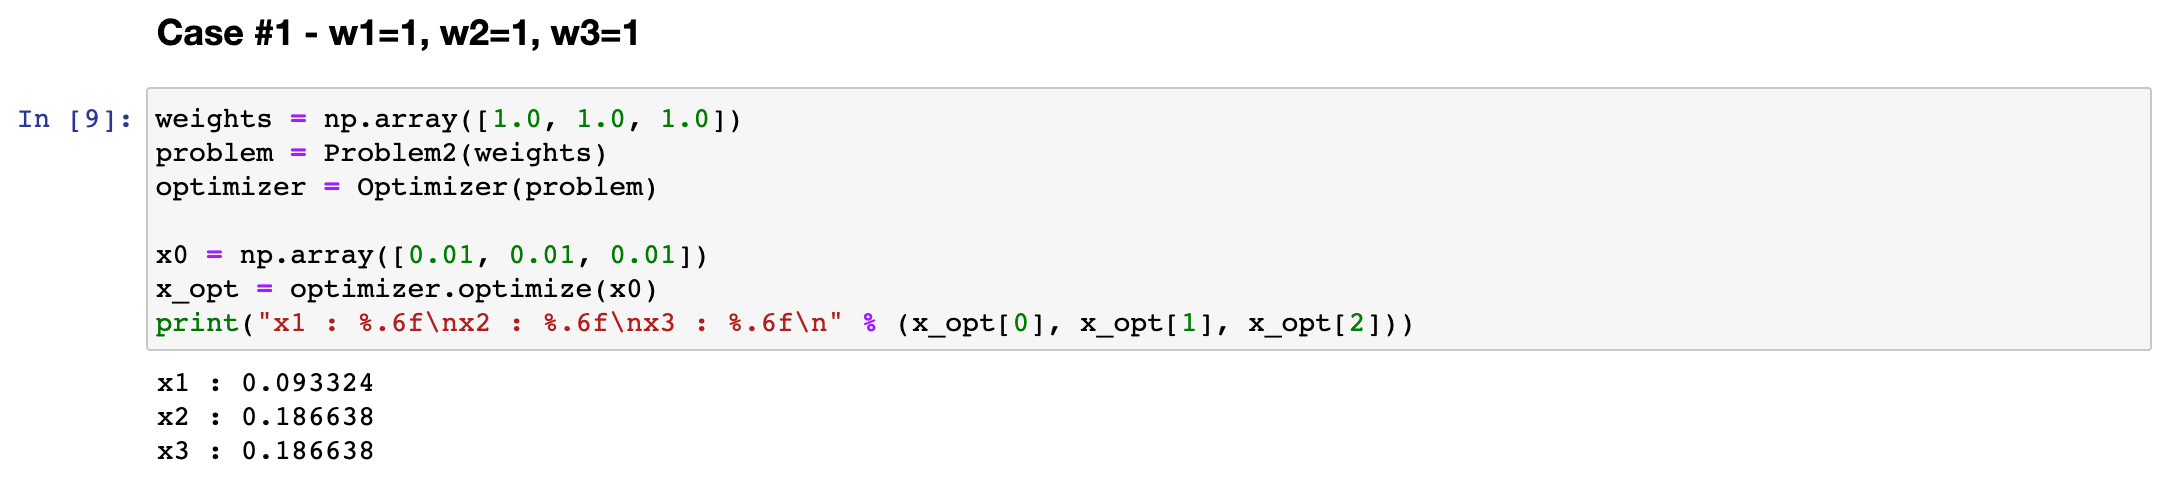 Case #1 - w1=1, w2=1, w3=1
In [9]: weights = np.array([1.0, 1.0, 1.0])
problem = Problem2(weights)
optimizer = Optimizer(problem)
x0 = np.array([0.01, 0.01, 0.01])
x_opt = optimizer.optimize(x0)
print("x1 : %.6f\nx2 : %.6f\nx3 : %.6f\n" % (x_opt[0], x_opt[1], x_opt[2]))
x1 : 0.093324
x2 : 0.186638
x3 : 0.186638